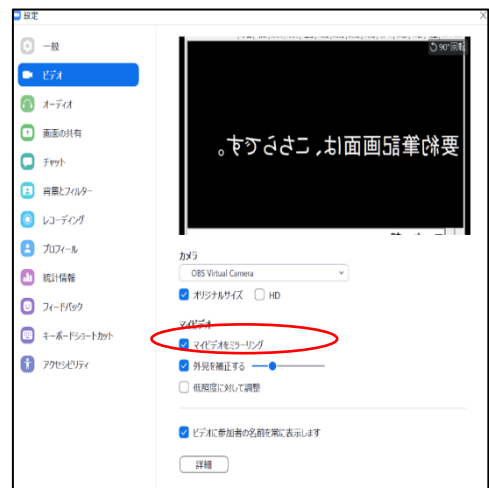 設定
一般
ビデオ
オーディオ
画面の共有
チャット
背景とフィルター
レコーディング
プロフィール
統計情報
フィードバック
キーボードショートカット
アクセシビリティ
90°回転
要約筆記画面は、こちらです。
カメラ
OBS Virtual Camera
オリジナルサイズ HD
マイビデオ
マイビデオをミラーリング
外見を補正する
低照度に対して調整
ビデオに参加者の名前を常に表示します
詳細